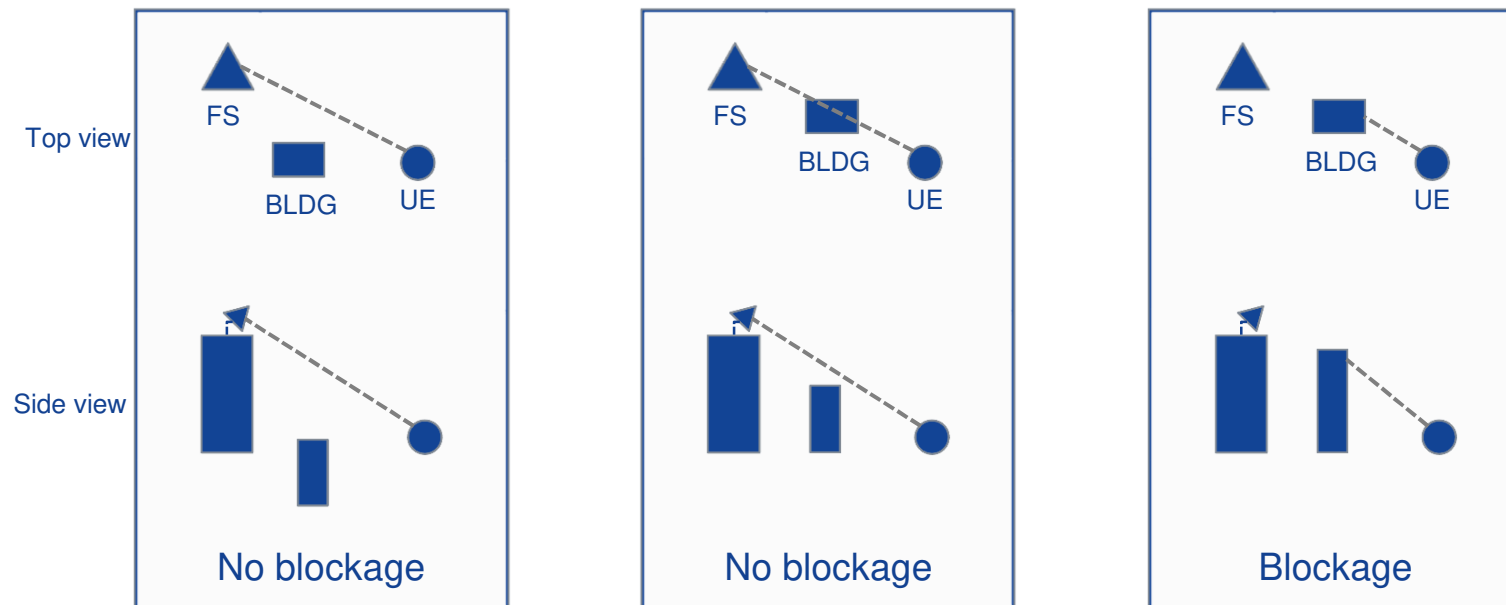 FS
BLDG
UE
FS
BLDG
UE
FS
BLDG
UE
Top view
Side view
No blockage
No blockage
Blockage